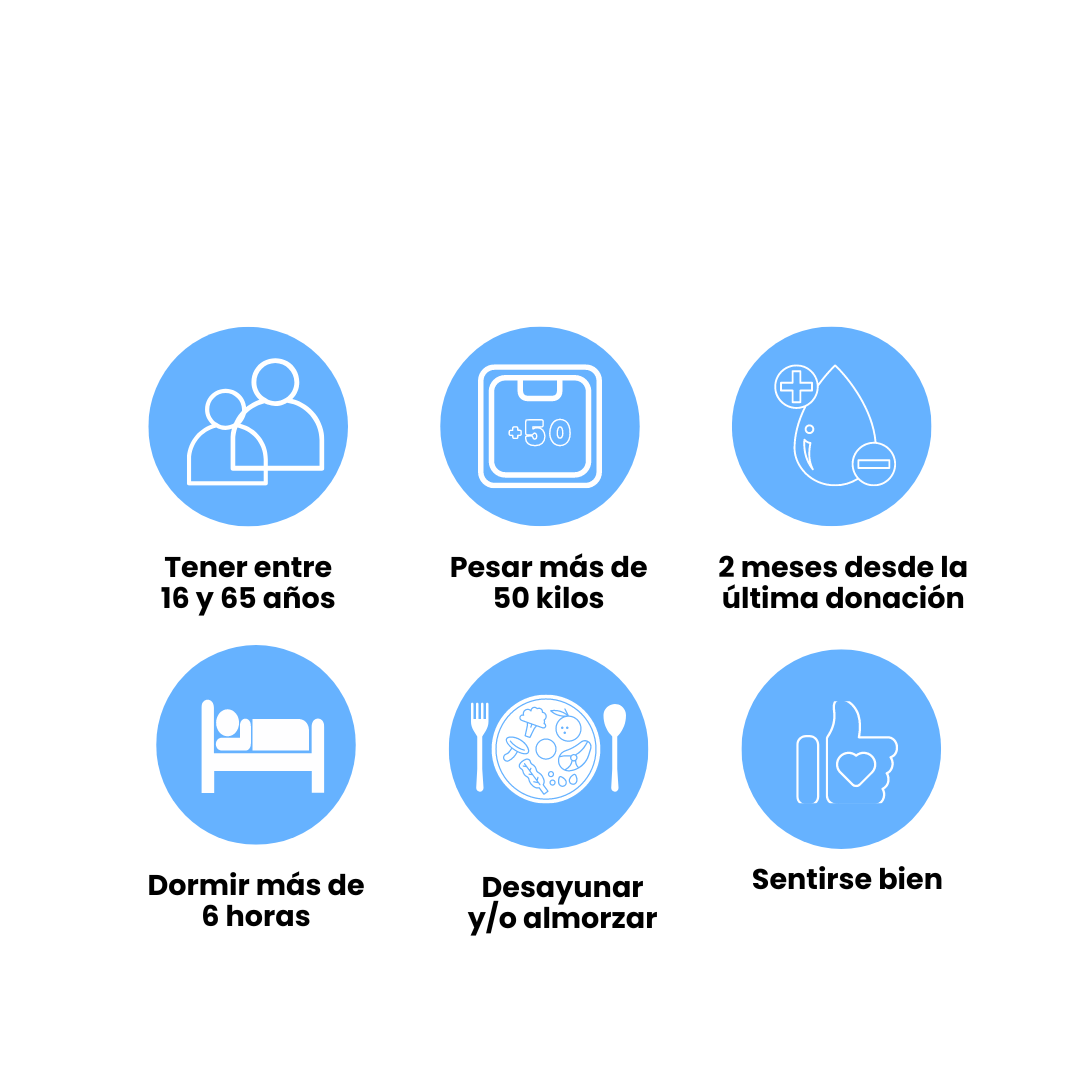 +50
Tener entre
16 y 65 años
Pesar más de
50 kilos
2 meses desde la
última donación
Dormir más de
6 horas
Desayunar
y/o almorzar
Sentirse bien